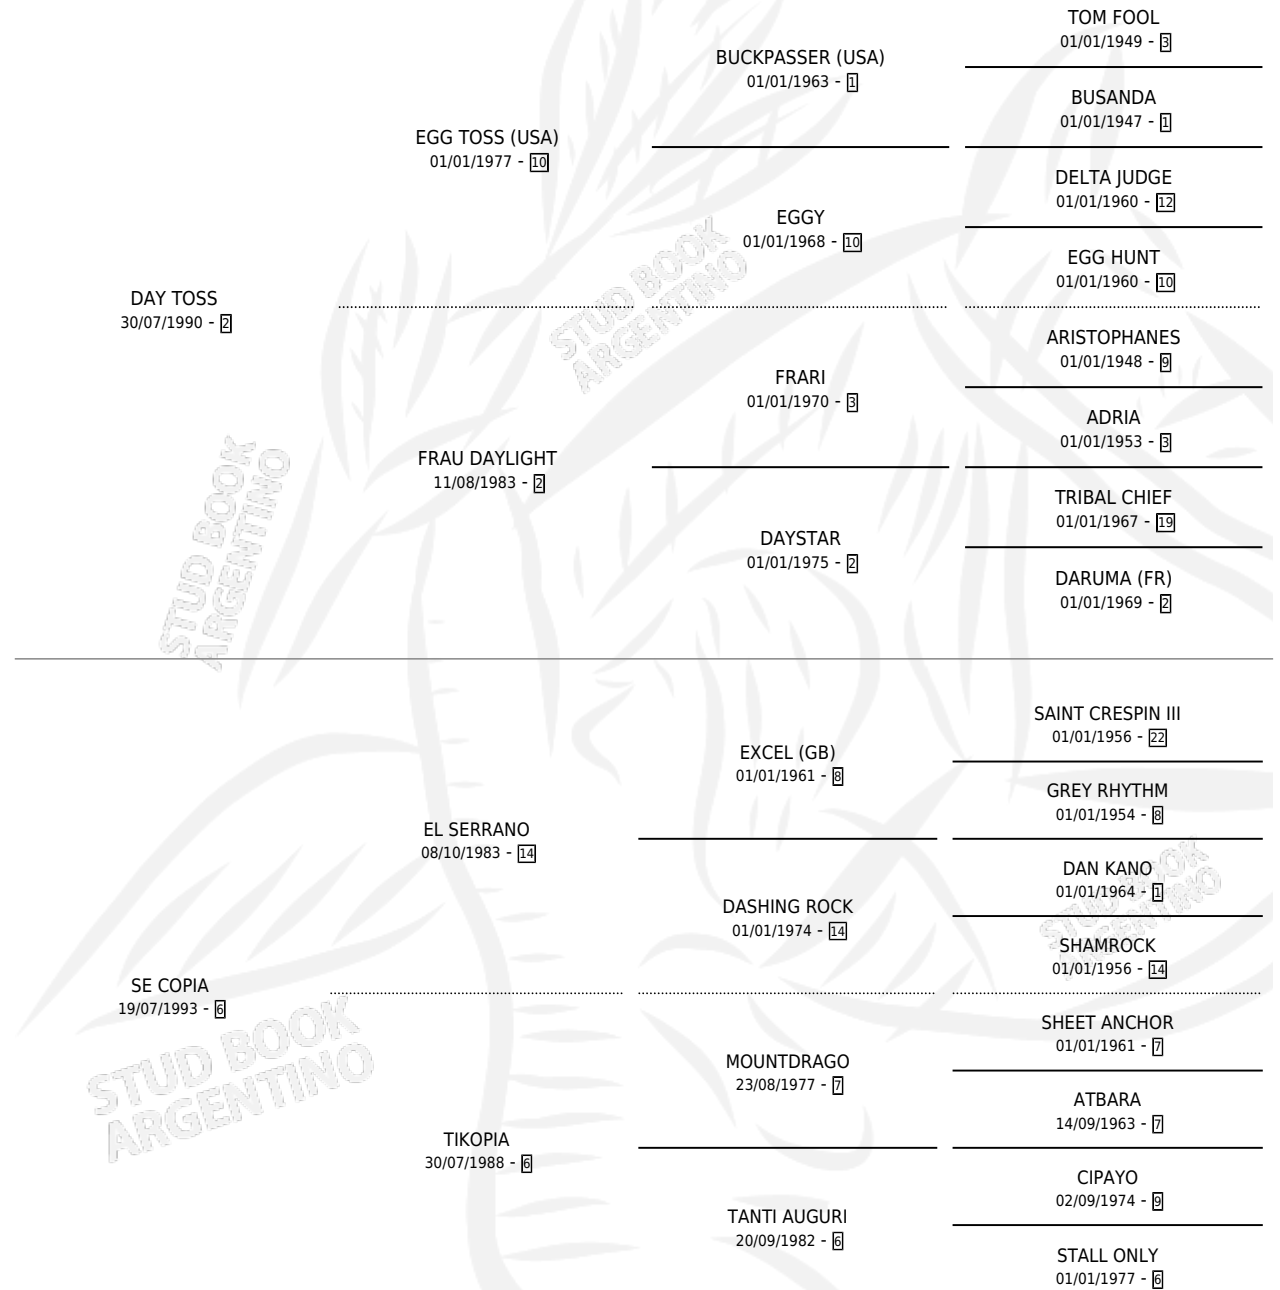 TOM FOOL
01/01/1949 - 3
BUCKPASSER (USA)
01/01/1963 - 1
BUSANDA
01/01/1947 - 1
EGG TOSS (USA)
01/01/1977 - 10
DELTA JUDGE
01/01/1960 - 12
EGGY
01/01/1968 - 10
EGG HUNT
01/01/1960 - 10
DAY TOSS
30/07/1990 - 2
ARISTOPHANES
01/01/1948 - 9
FRARI
01/01/1970 - 3
ADRIA
01/01/1953 - 3
FRAU DAYLIGHT
11/08/1983 - 2
TRIBAL CHIEF
01/01/1967 - 19
DAYSTAR
01/01/1975 - 2
DARUMA (FR)
01/01/1969 - 2
SAINT CRESPIN III
01/01/1956 - 22
EXCEL (GB)
01/01/1961 - 8
GREY RHYTHM
01/01/1954 - 8
EL SERRANO
08/10/1983 - 14
DAN KANO
01/01/1964 - 1
DASHING ROCK
01/01/1974 - 14
SHAMROCK
01/01/1956 - 14
SE COPIA
19/07/1993 - 6
SHEET ANCHOR
01/01/1961 - 7
MOUNTDRAGO
23/08/1977 - 7
ATBARA
14/09/1963 - 7
TIKOPIA
30/07/1988 - 6
CIPAYO
02/09/1974 - 9
TANTI AUGURI
20/09/1982 - 6
STALL ONLY
01/01/1977 - 6
STUD BOOK
ARGENTINO
STUD BOOK
ARGENTINO
STUD BOOK
ARGENTINO
STUD BOOK
ARGENTINO